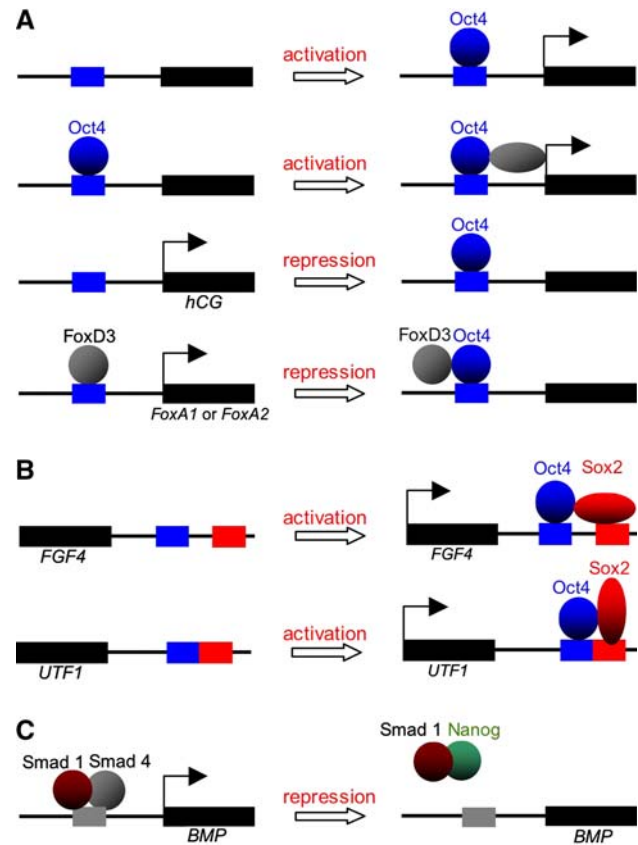 A
Oct4
activation
Oct4
Oct4
activation
repression
Oct4
hCG
FoxD3
FoxD3 Oct4
repression
FoxA1 or FoxA2
B
Oct4 Sox2
activation
FGF4
FGF4
Sox2
Oct4
activation
UTF1
UTF1
C
Smad 1 Smad 4
Smad 1 Nanog
repression
BMP
BMP